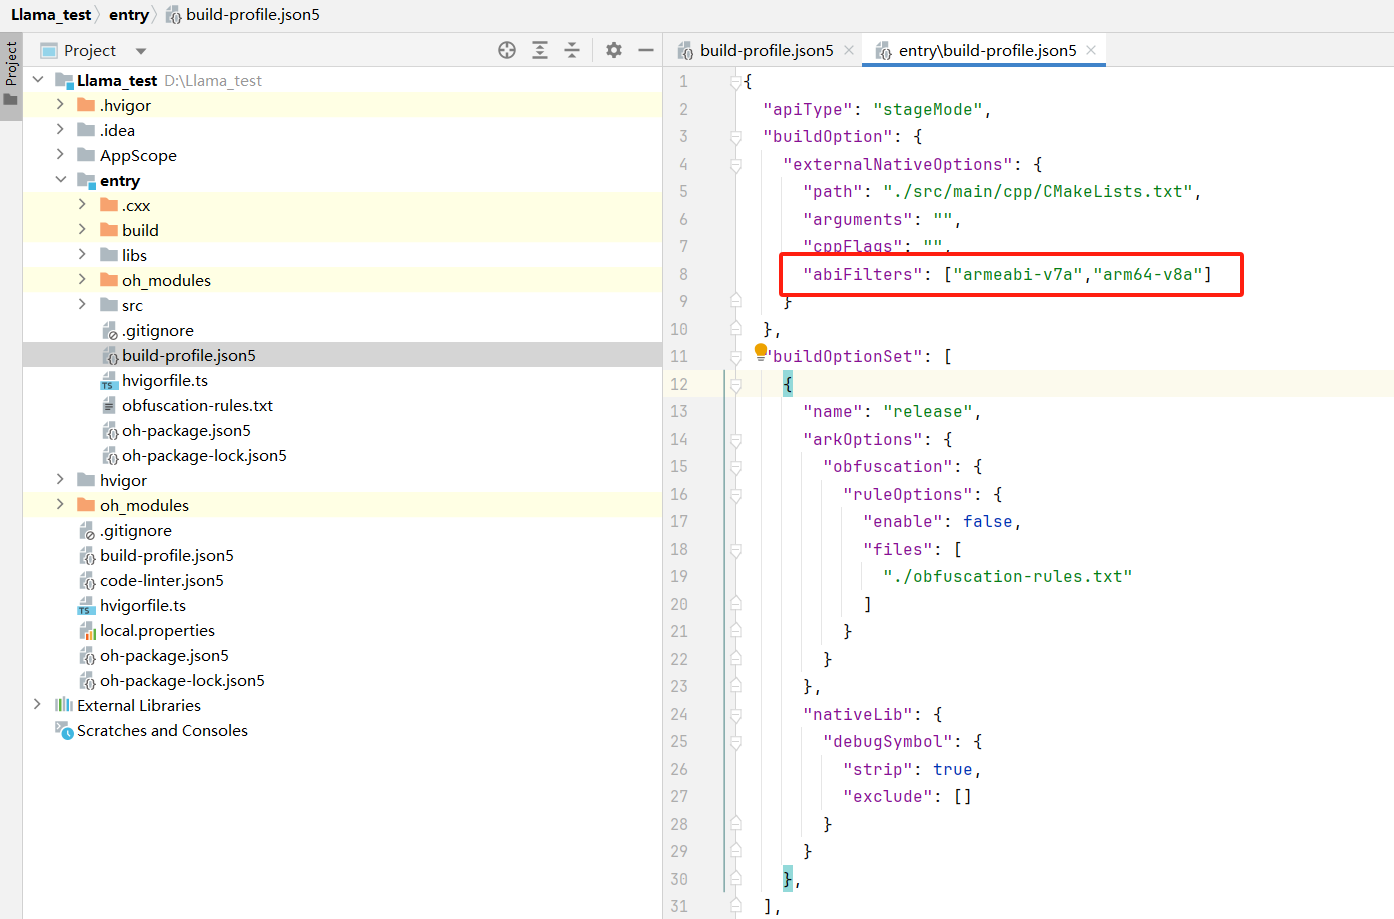 Llama_test entry build-profile.json5
Project
Project
build-profile.json5
entry\build-profile.json5
Llama_test D:\Llama_test
.hvigor
.idea
AppScope
entry
.cxx
build
libs
oh_modules
src
.gitignore
build-profile.json5
hvigorfile.ts
obfuscation-rules.txt
oh-package.json5
oh-package-lock.json5
hvigor
oh_modules
.gitignore
build-profile.json5
code-linter.json5
hvigorfile.ts
local.properties
oh-package.json5
oh-package-lock.json5
External Libraries
Scratches and Consoles
1 {
2 "apiType": "stageMode",
3 "buildOption": {
4 "externalNativeOptions": {
5 "path": "./src/main/cpp/CMakeLists.txt",
6 "arguments": "",
7 "cppFlags": "",
8 "abiFilters": ["armeabi-v7a","arm64-v8a"]
9 }
10 },
11 "buildOptionSet": [
12 {
13 "name": "release",
14 "arkOptions": {
15 "obfuscation": {
16 "ruleOptions": {
17 "enable": false,
18 "files": [
19 "./obfuscation-rules.txt"
20 ]
21 }
22 }
23 },
24 "nativeLib": {
25 "debugSymbol": {
26 "strip": true,
27 "exclude": []
28 }
29 }
30 },
31 ],